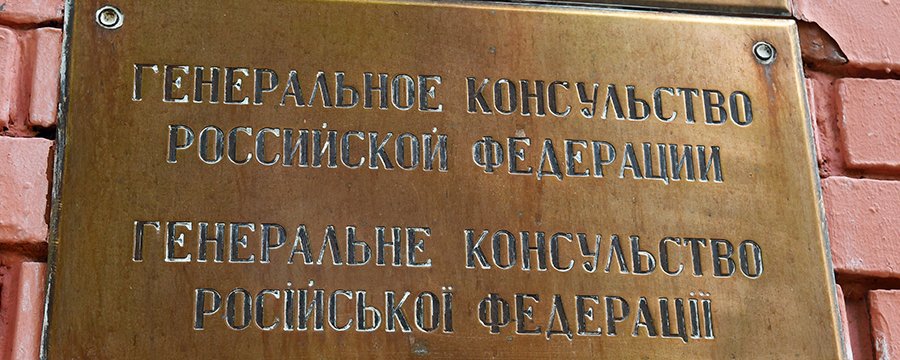 ГЕНЕРАЛЬНОЕ КОНСУЛЬСТВО
РОССИЙСКОЙ ФЕДЕРАЦИИ
ГЕНЕРАЛЬНЕ КОНСУЛЬСТВО
РОСІЙСЬКОЇ ФЕДЕРАЦІЇ